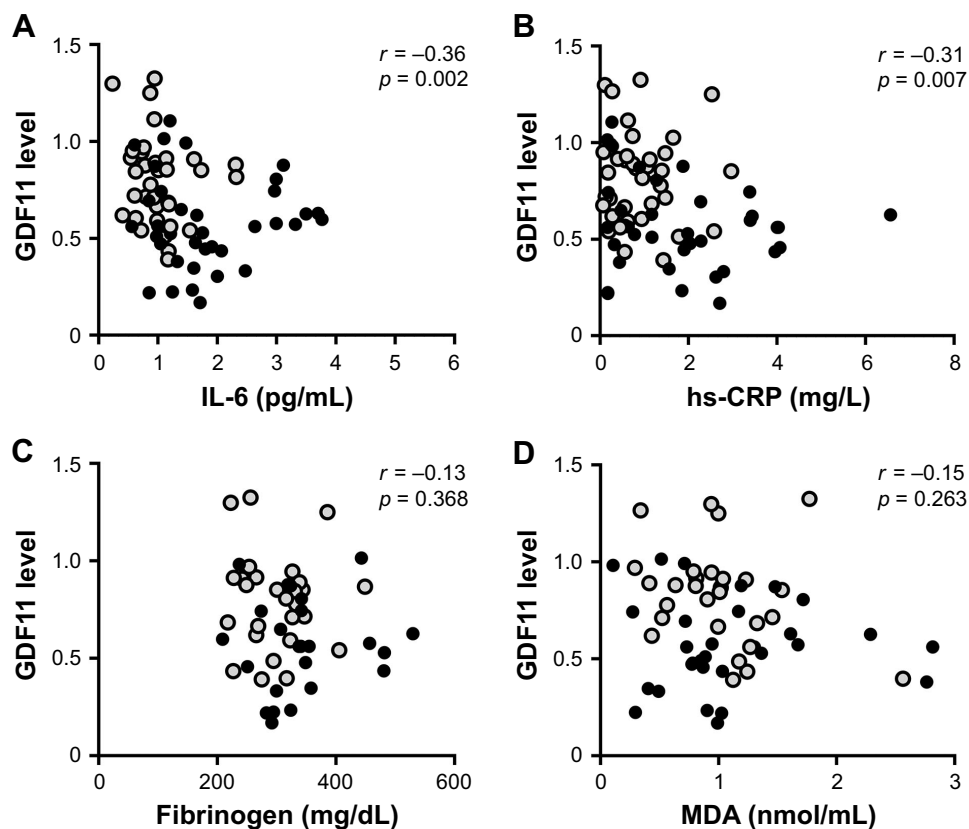 A
r = –0.36
p = 0.002
1.5
1.0
0.5
0
GDF11 level
0 1 2 3 4 5 6
IL-6 (pg/mL)
B
r = –0.31
p = 0.007
1.5
1.0
0.5
0
GDF11 level
0 2 4 6 8
hs-CRP (mg/L)
C
r = –0.13
p = 0.368
1.5
1.0
0.5
0
GDF11 level
0 200 400 600
Fibrinogen (mg/dL)
D
r = –0.15
p = 0.263
1.5
1.0
0.5
0
GDF11 level
0 1 2 3
MDA (nmol/mL)